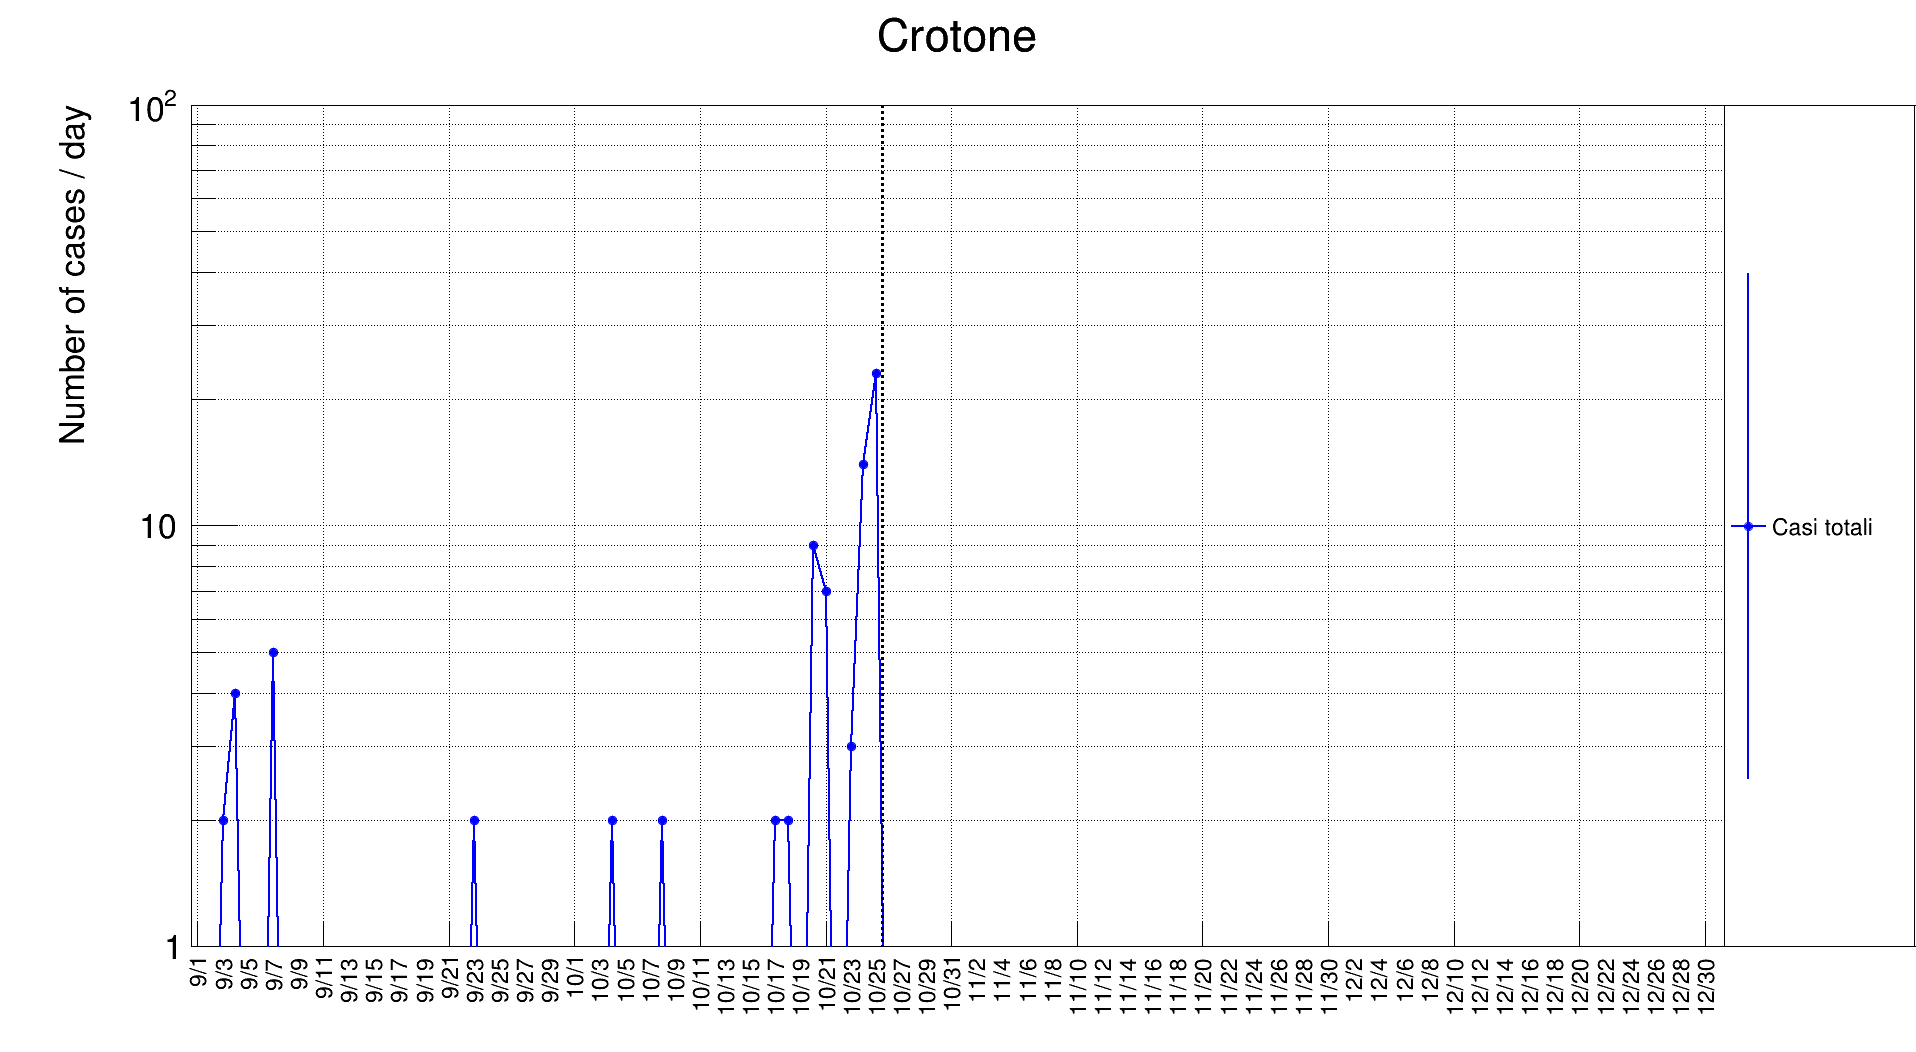 Crotone
Number of cases / day
10²
10
1
9/1 9/3 9/5 9/7 9/9 9/11 9/13 9/15 9/17 9/19 9/21 9/23 9/25 9/27 9/29 10/1 10/3 10/5 10/7 10/9 10/11 10/13 10/15 10/17 10/19 10/21 10/23 10/25 10/27 10/29 10/31 11/2 11/4 11/6 11/8 11/10 11/12 11/14 11/16 11/18 11/20 11/22 11/24 11/26 11/28 11/30 12/2 12/4 12/6 12/8 12/10 12/12 12/14 12/16 12/18 12/20 12/22 12/24 12/26 12/28 12/30
Casi totali